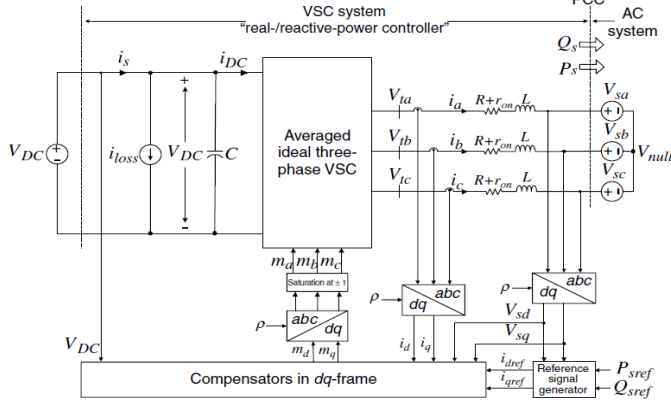 PCC
VSC system
"real-/reactive-power controller"
AC
system
Q_s
P_s
i_s
i_DC
V_ta
i_a
R+r_on
L
V_sa
V_DC
i_loss
V_DC
C
Averaged
ideal three-
phase VSC
V_tb
i_b
R+r_on
L
V_sb
V_null
V_tc
i_c
R+r_on
L
V_sc
m_a m_b m_c
Saturation at ± 1
ρ
abc
dq
ρ
abc
dq
ρ
abc
dq
V_DC
m_d
m_q
i_d
i_q
V_sd
V_sq
i_dref
i_qref
Compensators in dq-frame
Reference
signal
generator
P_sref
Q_sref